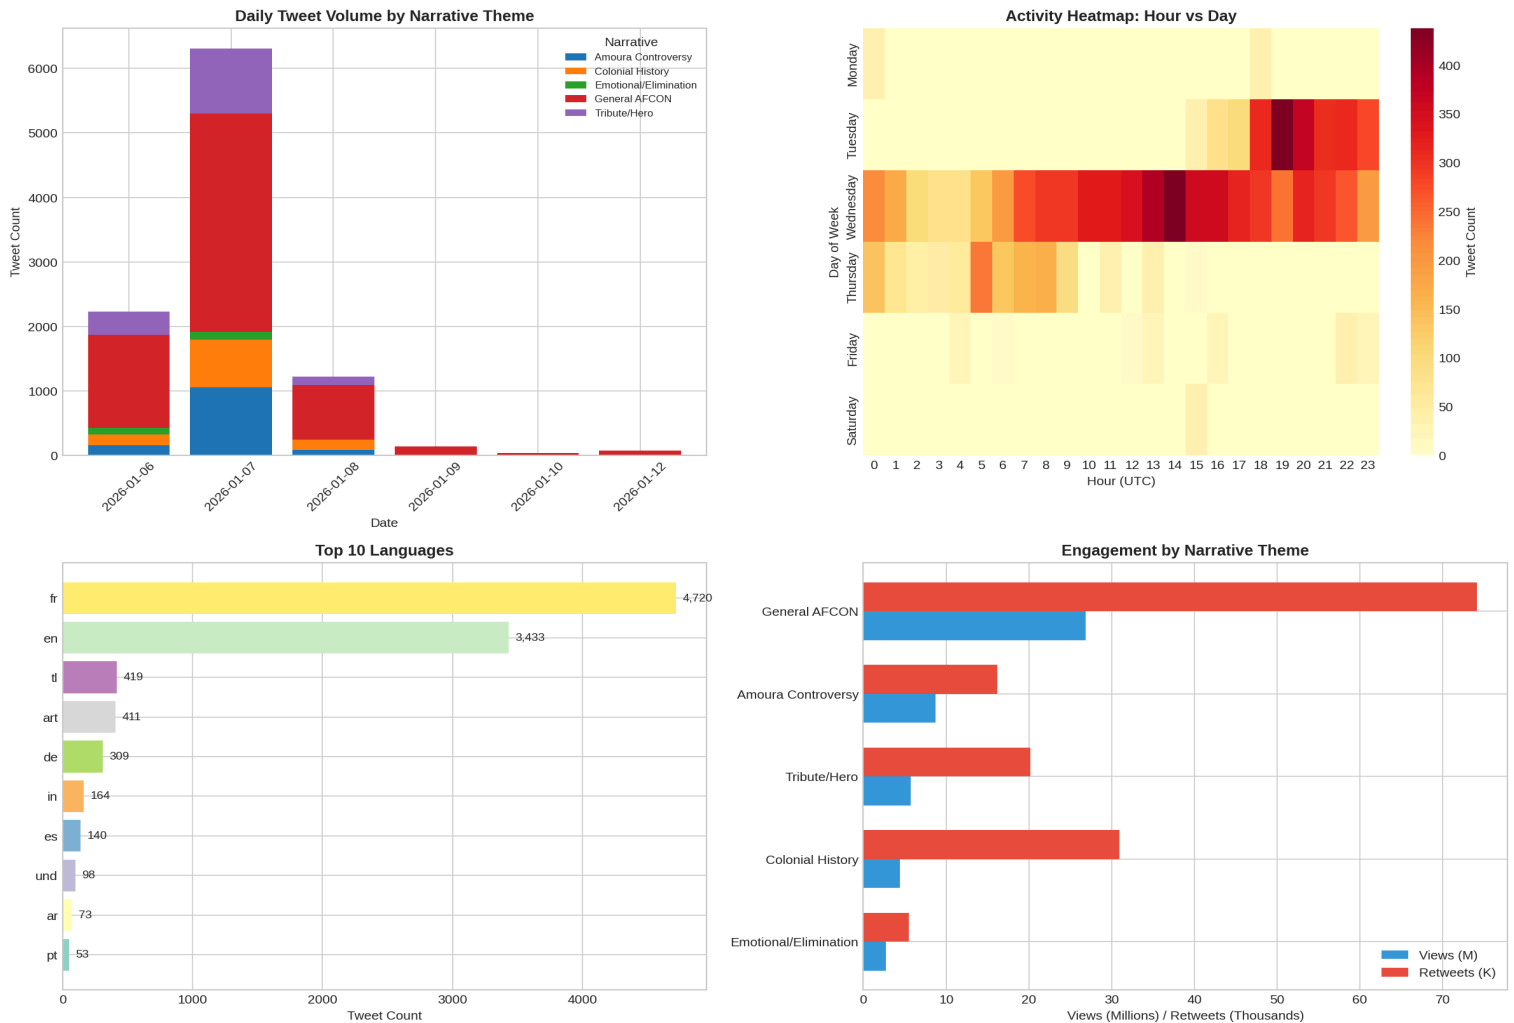 Daily Tweet Volume by Narrative Theme
Tweet Count
6000
5000
4000
3000
2000
1000
0
Narrative
Amoura Controversy
Colonial History
Emotional/Elimination
General AFCON
Tribute/Hero
2026-01-06
2026-01-07
2026-01-08
2026-01-09
2026-01-10
2026-01-12
Date
Activity Heatmap: Hour vs Day
Day of Week
Monday
Tuesday
Wednesday
Thursday
Friday
Saturday
0 1 2 3 4 5 6 7 8 9 10 11 12 13 14 15 16 17 18 19 20 21 22 23
Hour (UTC)
400
350
300
250
200
150
100
50
0
Tweet Count
Top 10 Languages
fr 4,720
en 3,433
tl 419
art 411
de 309
in 164
es 140
und 98
ar 73
pt 53
0 1000 2000 3000 4000
Tweet Count
Engagement by Narrative Theme
General AFCON
Amoura Controversy
Tribute/Hero
Colonial History
Emotional/Elimination
Views (M)
Retweets (K)
0 10 20 30 40 50 60 70
Views (Millions) / Retweets (Thousands)